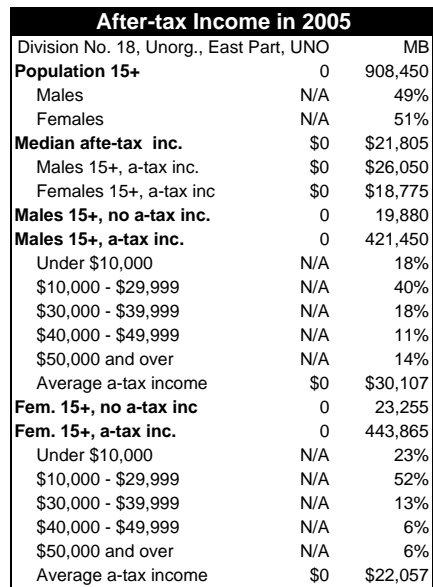 After-tax Income in 2005
Division No. 18, Unorg., East Part, UNO MB
Population 15+ 0 908,450
Males N/A 49%
Females N/A 51%
Median afte-tax inc. $0 $21,805
Males 15+, a-tax inc. $0 $26,050
Females 15+, a-tax inc $0 $18,775
Males 15+, no a-tax inc. 0 19,880
Males 15+, a-tax inc. 0 421,450
Under $10,000 N/A 18%
$10,000 - $29,999 N/A 40%
$30,000 - $39,999 N/A 18%
$40,000 - $49,999 N/A 11%
$50,000 and over N/A 14%
Average a-tax income $0 $30,107
Fem. 15+, no a-tax inc 0 23,255
Fem. 15+, a-tax inc. 0 443,865
Under $10,000 N/A 23%
$10,000 - $29,999 N/A 52%
$30,000 - $39,999 N/A 13%
$40,000 - $49,999 N/A 6%
$50,000 and over N/A 6%
Average a-tax income $0 $22,057